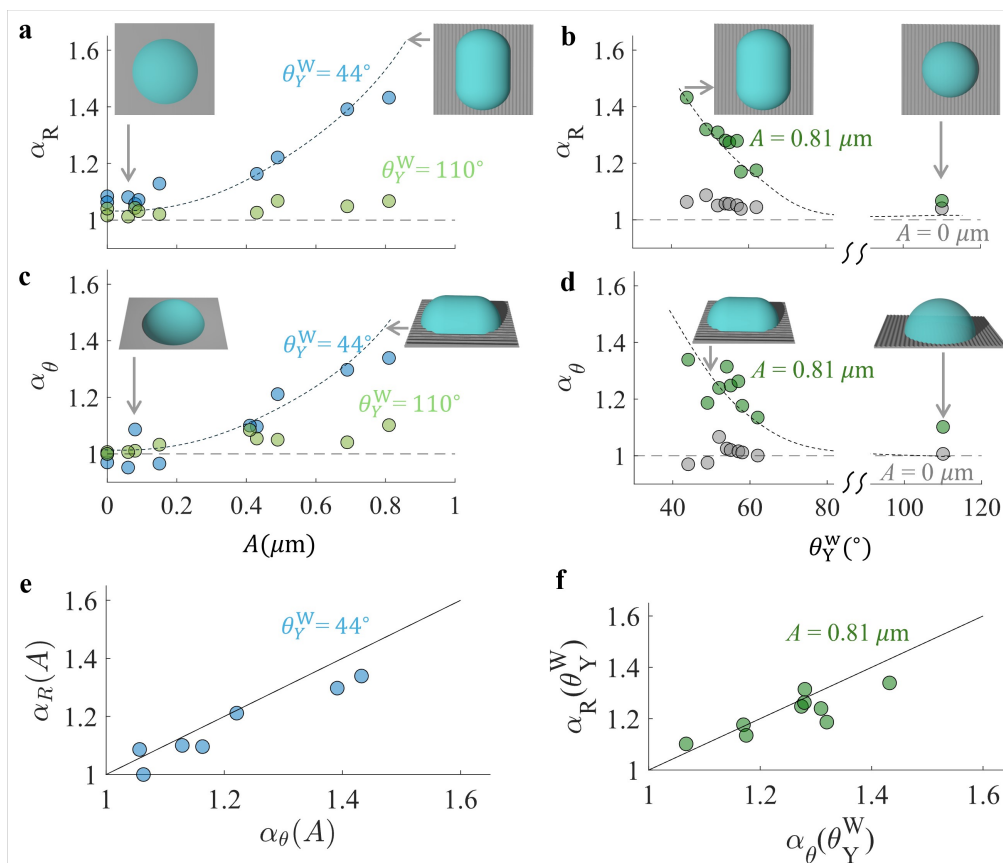 a
1.6
1.4
1.2
1
α_R
θ_Y^W = 44°
θ_Y^W = 110°
b
1.6
1.4
1.2
1
α_R
A = 0.81 μm
A = 0 μm
c
1.6
1.4
1.2
1
α_θ
θ_Y^W = 44°
θ_Y^W = 110°
0 0.2 0.4 0.6 0.8 1
A(μm)
d
1.6
1.4
1.2
1
α_θ
A = 0.81 μm
A = 0 μm
40 60 80 100 120
θ_Y^W(°)
e
1.6
1.4
1.2
1
α_R(A)
θ_Y^W = 44°
1 1.2 1.4 1.6
α_θ(A)
f
1.6
1.4
1.2
1
α_R(θ_Y^W)
A = 0.81 μm
1 1.2 1.4 1.6
α_θ(θ_Y^W)